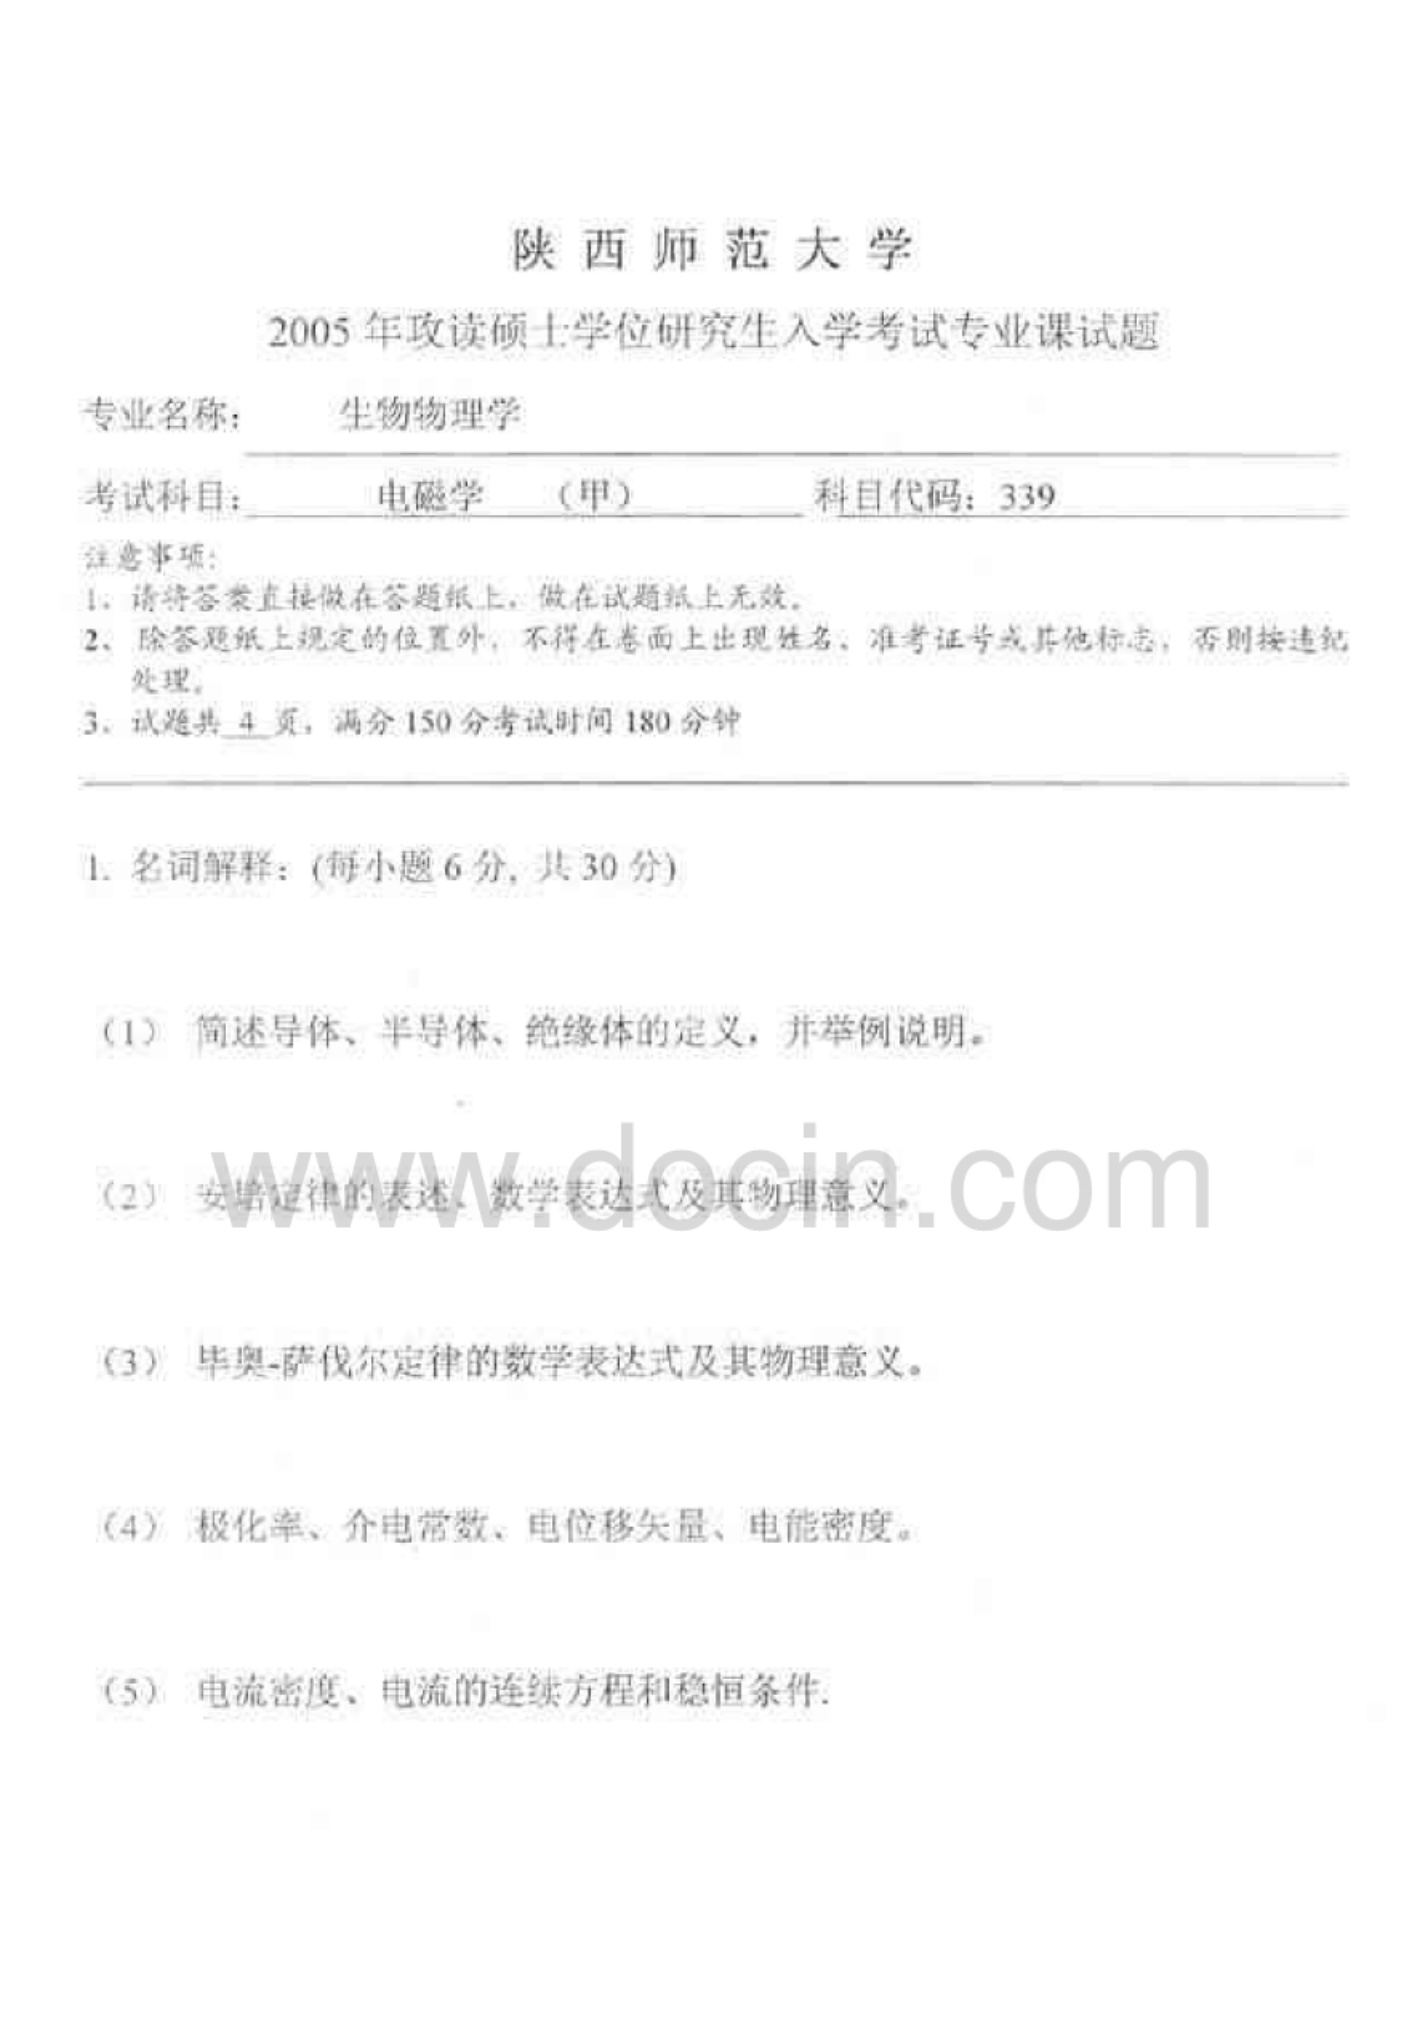 陕西师范大学
2005 年攻读硕士学位研究生入学考试专业课试题
专业名称： 生物物理学
考试科目： 电磁学 （甲） 科目代码：339
注意事项：
1、请将答案直接做在答题纸上，做在试题纸上无效。
2、除答题纸上规定的位置外，不得在卷面上出现姓名、准考证号或其他标志，否则按违纪
处理。
3、试题共 4 页，满分 150 分考试时间 180 分钟
1. 名词解释：(每小题 6 分, 共 30 分)
（1） 简述导体、半导体、绝缘体的定义，并举例说明。
www.docin.com
（2） 安培定律的表述、数学表达式及其物理意义。
（3） 毕奥-萨伐尔定律的数学表达式及其物理意义。
（4） 极化率、介电常数、电位移矢量、电能密度。
（5） 电流密度、电流的连续方程和稳恒条件.